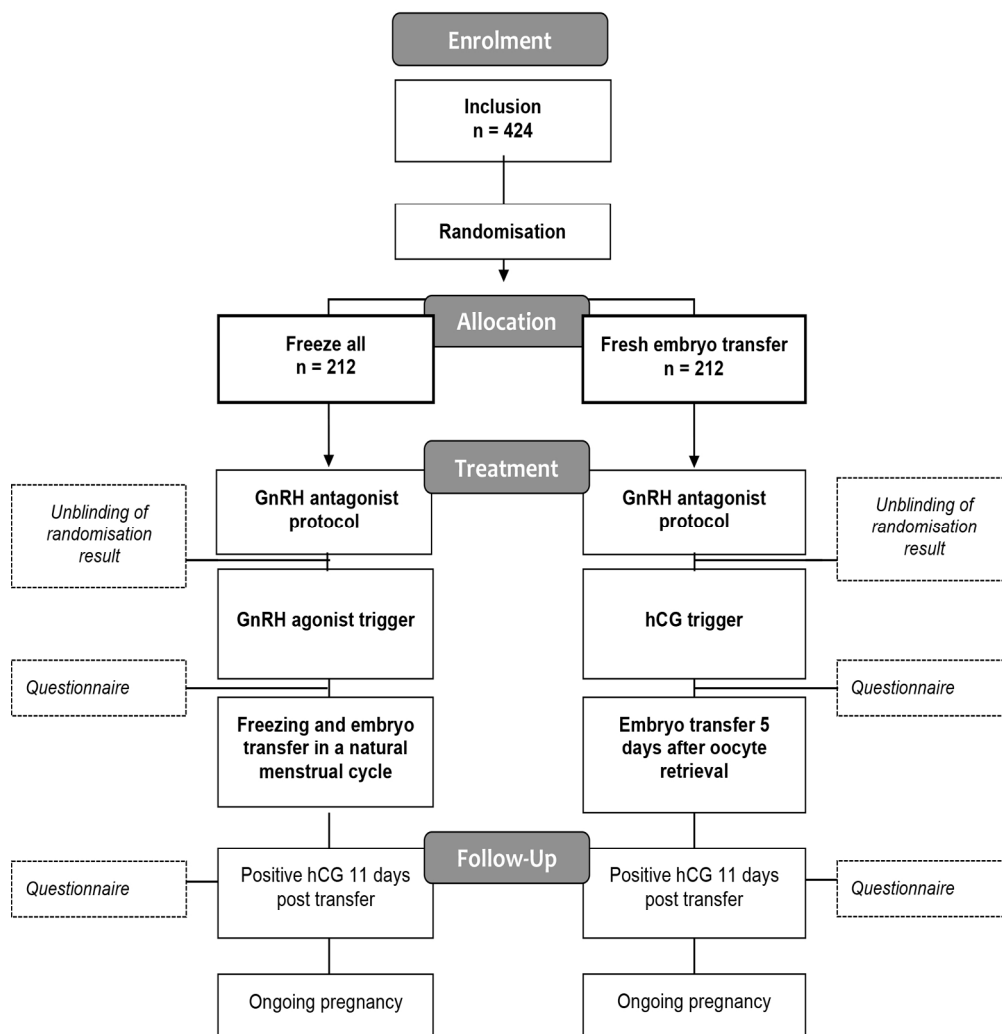 Enrolment
Inclusion
n = 424
Randomisation
Allocation
Freeze all
n = 212
Fresh embryo transfer
n = 212
Treatment
GnRH antagonist
protocol
GnRH antagonist
protocol
Unblinding of
randomisation
result
Unblinding of
randomisation
result
GnRH agonist trigger
hCG trigger
Questionnaire
Questionnaire
Freezing and embryo
transfer in a natural
menstrual cycle
Embryo transfer 5
days after oocyte
retrieval
Follow-Up
Questionnaire
Positive hCG 11 days
post transfer
Positive hCG 11 days
post transfer
Questionnaire
Ongoing pregnancy
Ongoing pregnancy